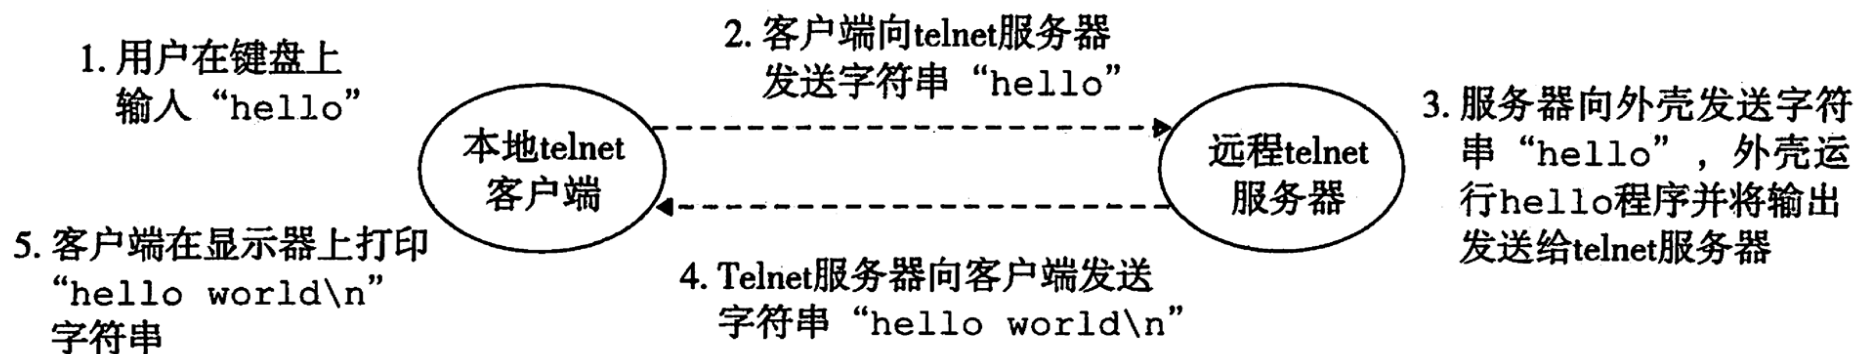 1. 用户在键盘上
输入“hello”
2. 客户端向telnet服务器
发送字符串“hello”
本地telnet
客户端
远程telnet
服务器
3. 服务器向外壳发送字符
串“hello”，外壳运
行hello程序并将输出
发送给telnet服务器
4. Telnet服务器向客户端发送
字符串“hello world\n”
5. 客户端在显示器上打印
“hello world\n”
字符串